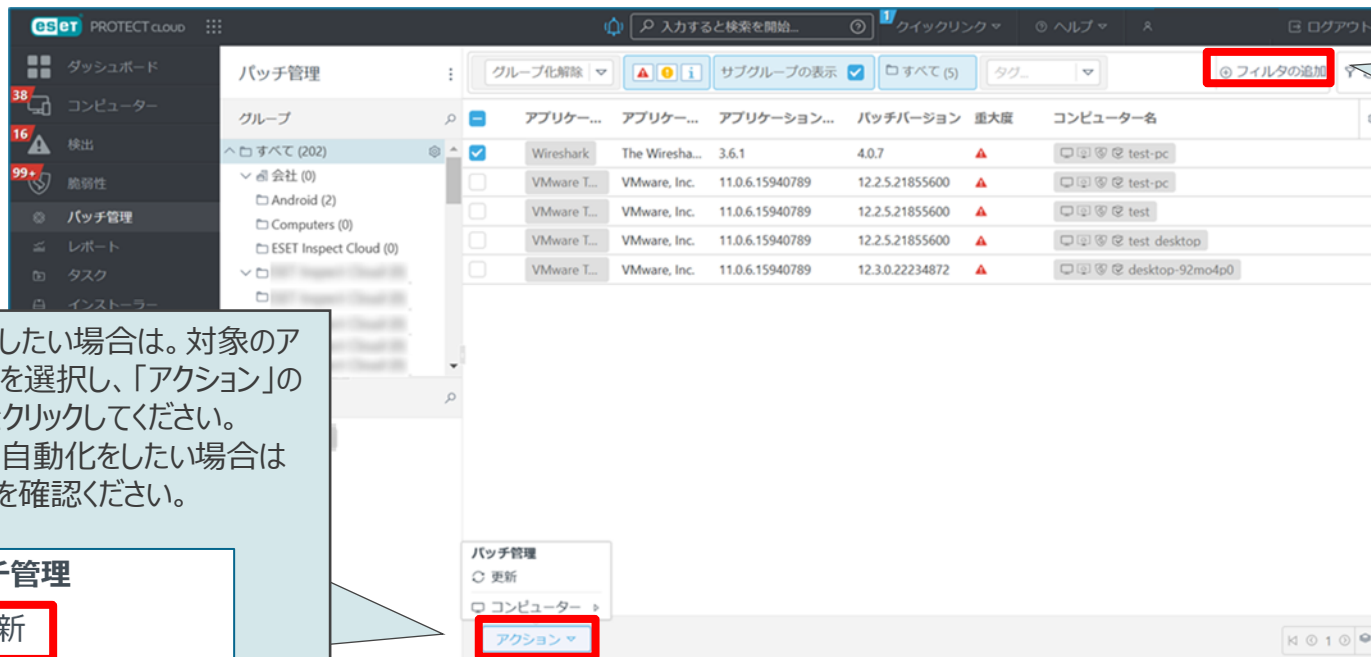 eset PROTECT CLOUD
入力すると検索を開始...
1
クイックリンク
ヘルプ
ログアウト
ダッシュボード
38
コンピューター
16
検出
99+
脆弱性
パッチ管理
レポート
タスク
インストーラー
パッチ管理
グループ
すべて (202)
会社 (0)
Android (2)
Computers (0)
ESET Inspect Cloud (0)
グループ化解除
サブグループの表示
すべて (5)
タグ...
フィルタの追加
アプリケー... アプリケー... アプリケーション... パッチバージョン 重大度 コンピューター名
Wireshark The Wiresha... 3.6.1 4.0.7 test-pc
VMware T... VMware, Inc. 11.0.6.15940789 12.2.5.21855600 test-pc
VMware T... VMware, Inc. 11.0.6.15940789 12.2.5.21855600 test
VMware T... VMware, Inc. 11.0.6.15940789 12.2.5.21855600 test desktop
VMware T... VMware, Inc. 11.0.6.15940789 12.3.0.22234872 desktop-92mo4p0
したい場合は。対象のア
を選択し、「アクション」の
クリックしてください。
自動化をしたい場合は
を確認ください。
チ管理
新
パッチ管理
更新
コンピューター
アクション
1